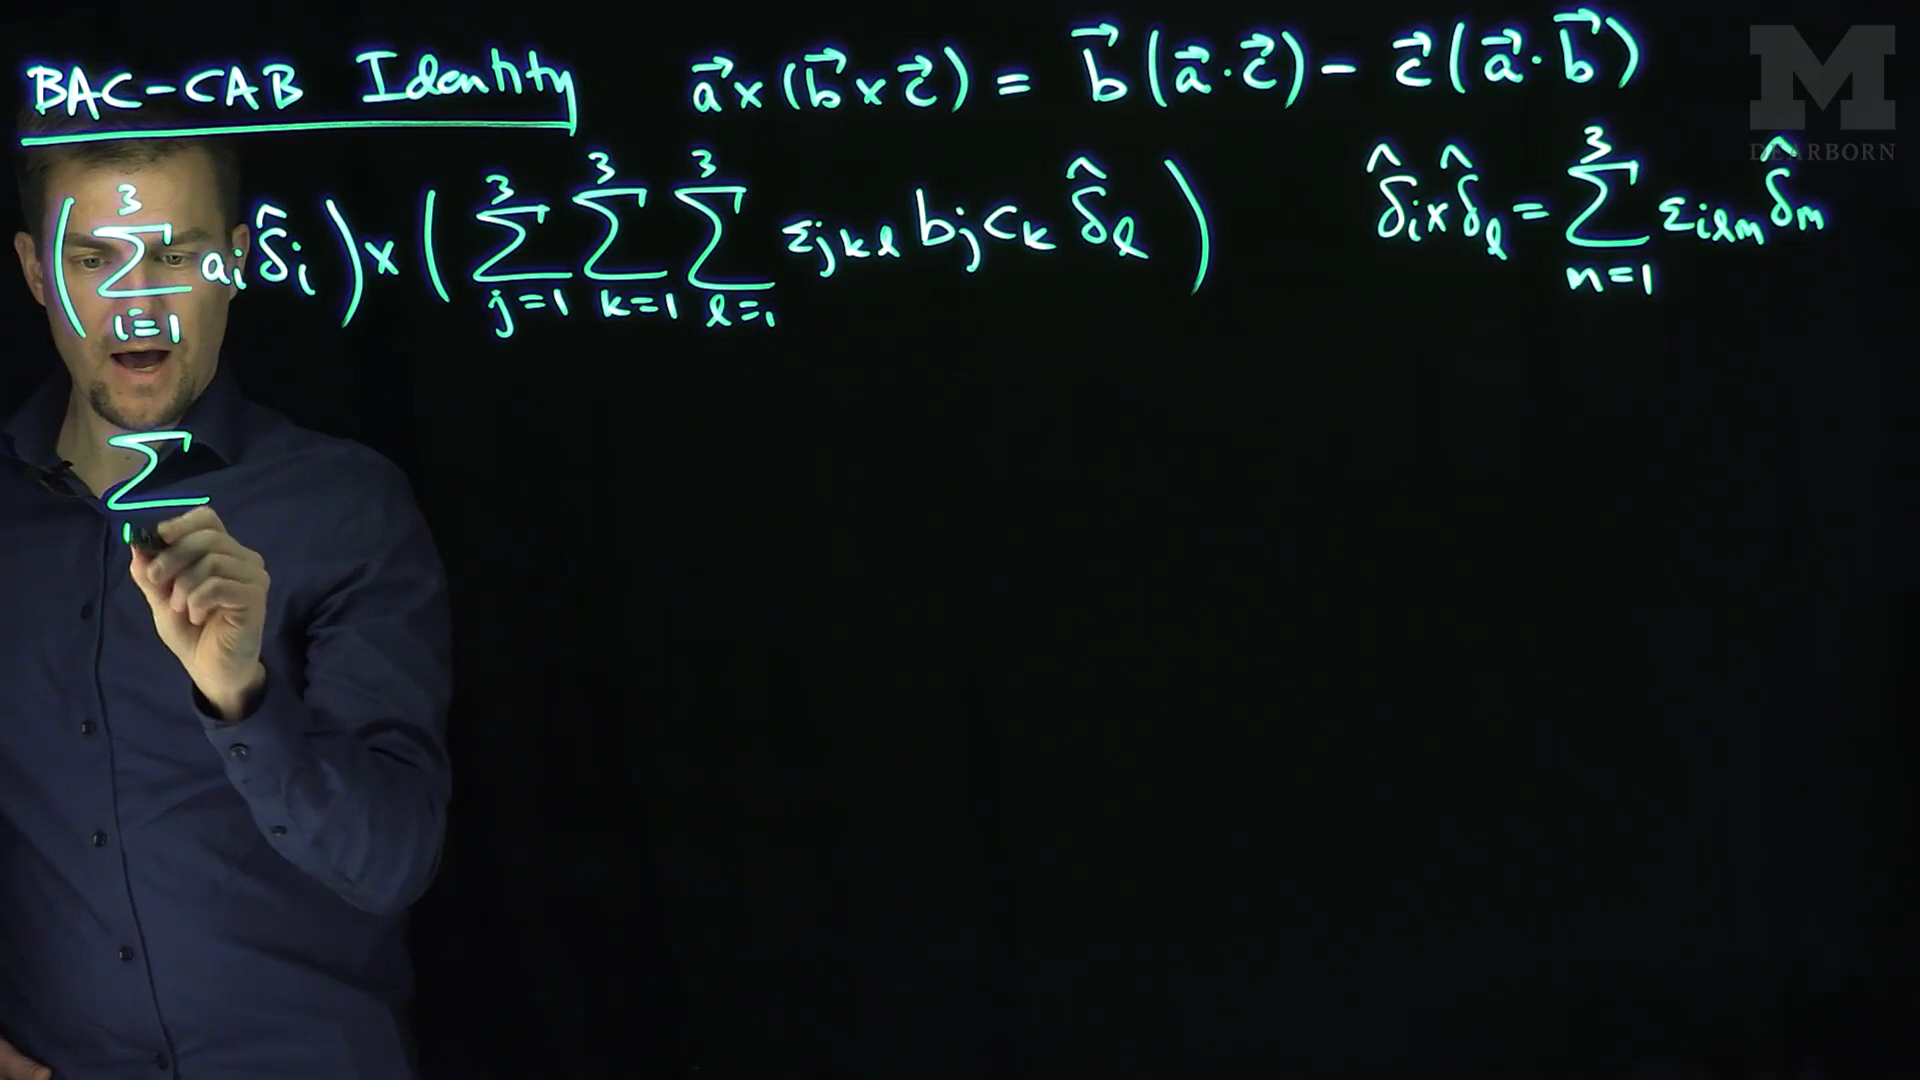 BAC-CAB Identity a⃗ × (b⃗ × c⃗) = b⃗ (a⃗ · c⃗) − c⃗ (a⃗ · b⃗)
(∑_{i=1}^{3} a_i δ̂_i) × (∑_{j=1}^{3} ∑_{k=1}^{3} ∑_{l=1}^{3} ε_{jkl} b_j c_k δ̂_l) δ̂_i × δ̂_l = ∑_{m=1}^{3} ε_{ilm} δ̂_m
∑
M
DEARBORN